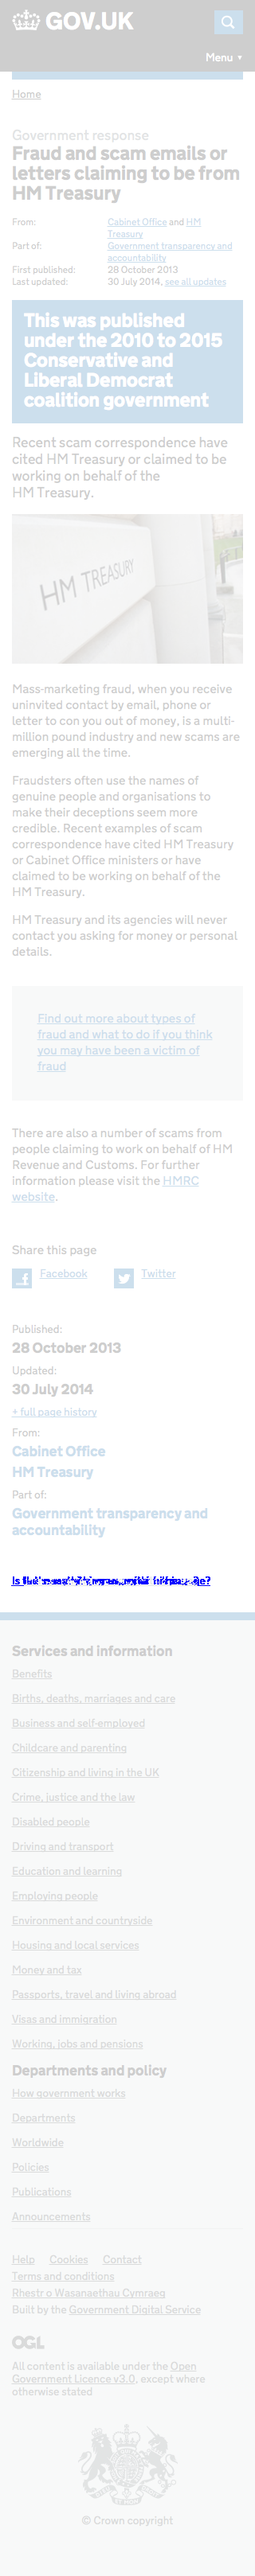 GOV.UK
Menu ▼
Home
Government response
Fraud and scam emails or
letters claiming to be from
HM Treasury
From: Cabinet Office and HM
Treasury
Part of: Government transparency and
accountability
First published: 28 October 2013
Last updated: 30 July 2014, see all updates
This was published
under the 2010 to 2015
Conservative and
Liberal Democrat
coalition government
Recent scam correspondence have
cited HM Treasury or claimed to be
working on behalf of the
HM Treasury.
HM TREASURY
Mass-marketing fraud, when you receive
uninvited contact by email, phone or
letter to con you out of money, is a multi-
million pound industry and new scams are
emerging all the time.
Fraudsters often use the names of
genuine people and organisations to
make their deceptions seem more
credible. Recent examples of scam
correspondence have cited HM Treasury
or Cabinet Office ministers or have
claimed to be working on behalf of the
HM Treasury.
HM Treasury and its agencies will never
contact you asking for money or personal
details.
Find out more about types of
fraud and what to do if you think
you may have been a victim of
fraud
There are also a number of scams from
people claiming to work on behalf of HM
Revenue and Customs. For further
information please visit the HMRC
website.
Share this page
Facebook Twitter
Published:
28 October 2013
Updated:
30 July 2014
+ full page history
From:
Cabinet Office
HM Treasury
Part of:
Government transparency and
accountability
Services and information
Benefits
Births, deaths, marriages and care
Business and self-employed
Childcare and parenting
Citizenship and living in the UK
Crime, justice and the law
Disabled people
Driving and transport
Education and learning
Employing people
Environment and countryside
Housing and local services
Money and tax
Passports, travel and living abroad
Visas and immigration
Working, jobs and pensions
Departments and policy
How government works
Departments
Worldwide
Policies
Publications
Announcements
Help Cookies Contact
Terms and conditions
Rhestr o Wasanaethau Cymraeg
Built by the Government Digital Service
OGL
All content is available under the Open
Government Licence v3.0, except where
otherwise stated
© Crown copyright